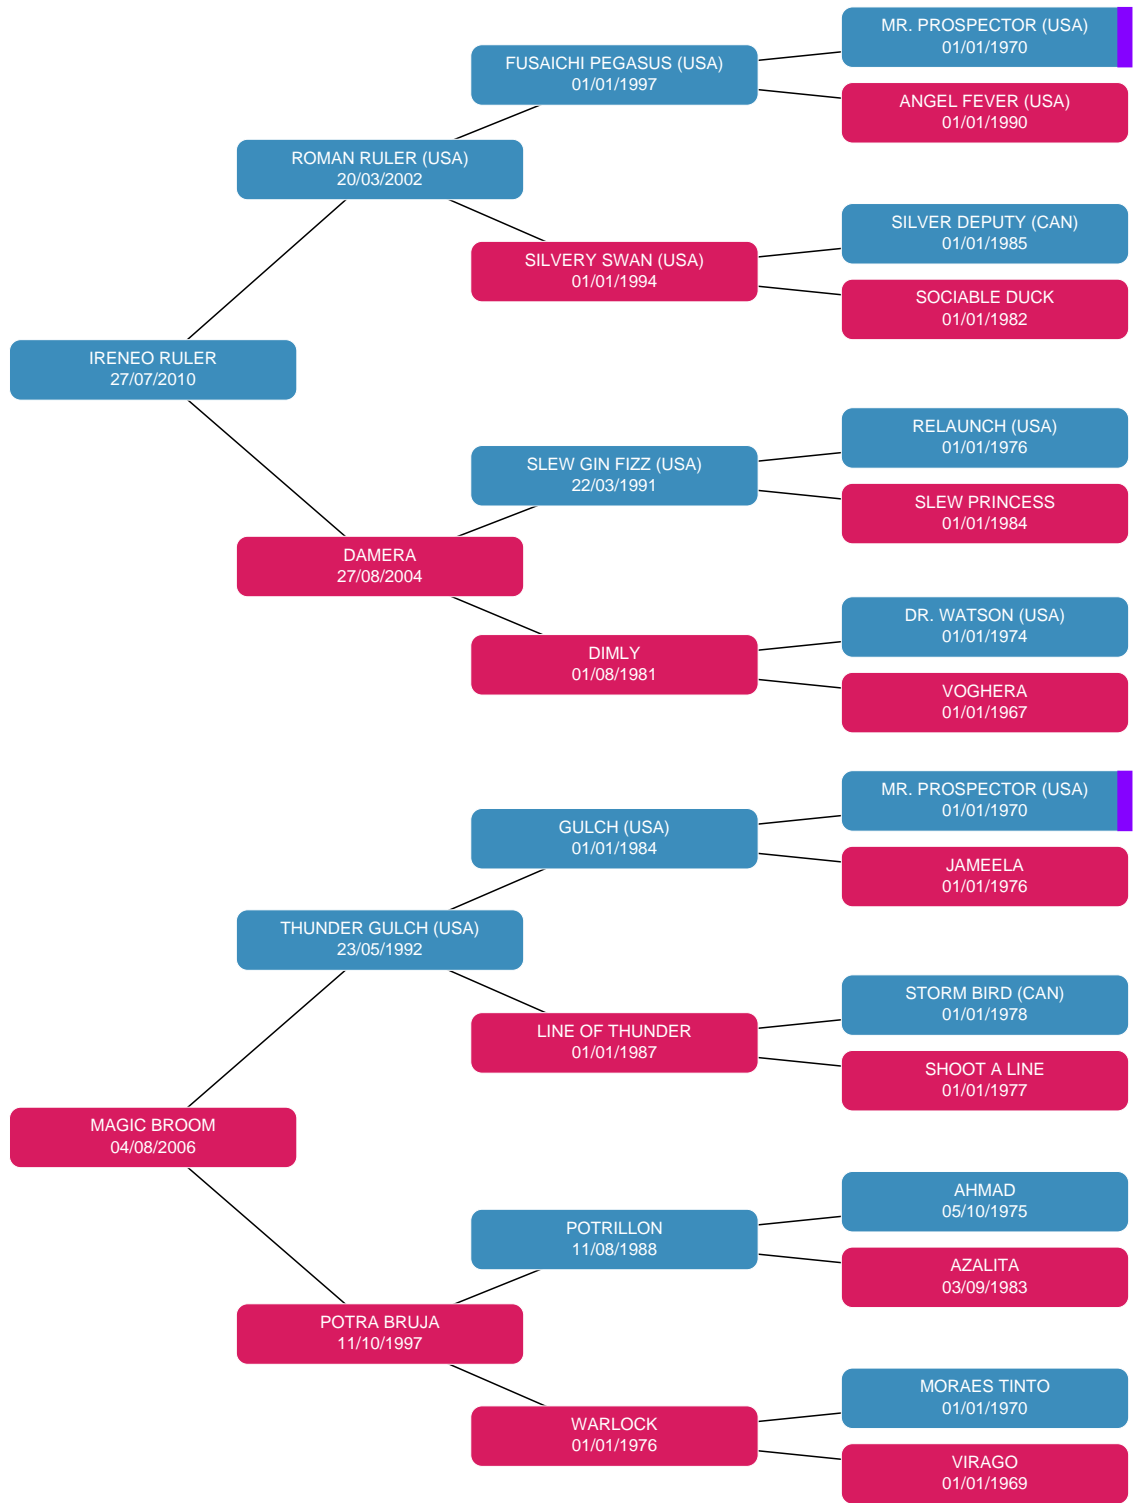 MR. PROSPECTOR (USA)
01/01/1970
FUSAICHI PEGASUS (USA)
01/01/1997
ANGEL FEVER (USA)
01/01/1990
ROMAN RULER (USA)
20/03/2002
SILVER DEPUTY (CAN)
01/01/1985
SILVERY SWAN (USA)
01/01/1994
SOCIABLE DUCK
01/01/1982
IRENEO RULER
27/07/2010
RELAUNCH (USA)
01/01/1976
SLEW GIN FIZZ (USA)
22/03/1991
SLEW PRINCESS
01/01/1984
DAMERA
27/08/2004
DR. WATSON (USA)
01/01/1974
DIMLY
01/08/1981
VOGHERA
01/01/1967
MR. PROSPECTOR (USA)
01/01/1970
GULCH (USA)
01/01/1984
JAMEELA
01/01/1976
THUNDER GULCH (USA)
23/05/1992
STORM BIRD (CAN)
01/01/1978
LINE OF THUNDER
01/01/1987
SHOOT A LINE
01/01/1977
MAGIC BROOM
04/08/2006
AHMAD
05/10/1975
POTRILLON
11/08/1988
AZALITA
03/09/1983
POTRA BRUJA
11/10/1997
MORAES TINTO
01/01/1970
WARLOCK
01/01/1976
VIRAGO
01/01/1969